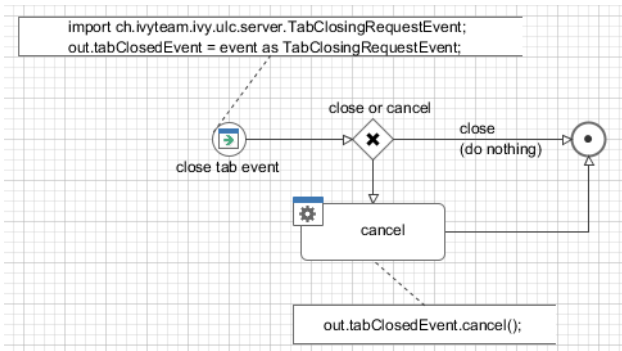 import ch.ivyteam.ivy.ulc.server.TabClosingRequestEvent;
out.tabClosedEvent = event as TabClosingRequestEvent;
close or cancel
close
(do nothing)
close tab event
cancel
out.tabClosedEvent.cancel();